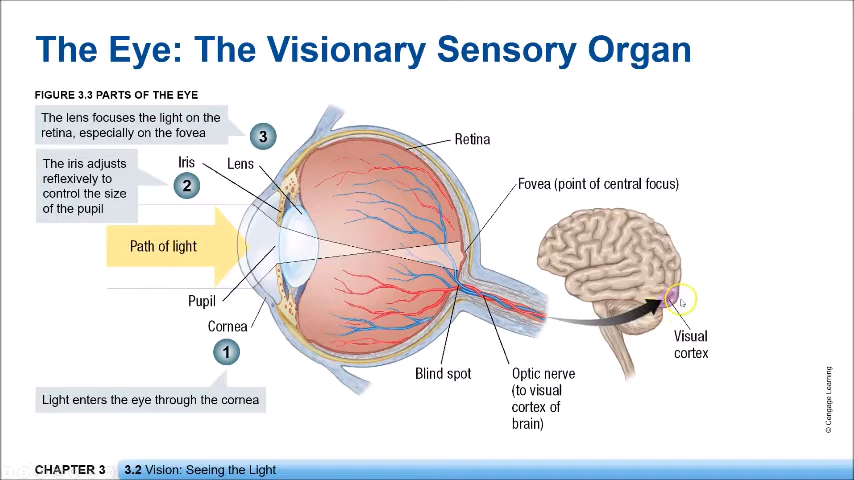 The Eye: The Visionary Sensory Organ
FIGURE 3.3 PARTS OF THE EYE
The lens focuses the light on the
retina, especially on the fovea
3
The iris adjusts
reflexively to
control the size
of the pupil
2
Iris
Lens
Retina
Fovea (point of central focus)
Path of light
Pupil
Cornea
1
Light enters the eye through the cornea
Blind spot
Optic nerve
(to visual
cortex of
brain)
Visual
cortex
© Cengage Learning
CHAPTER 3
3.2 Vision: Seeing the Light